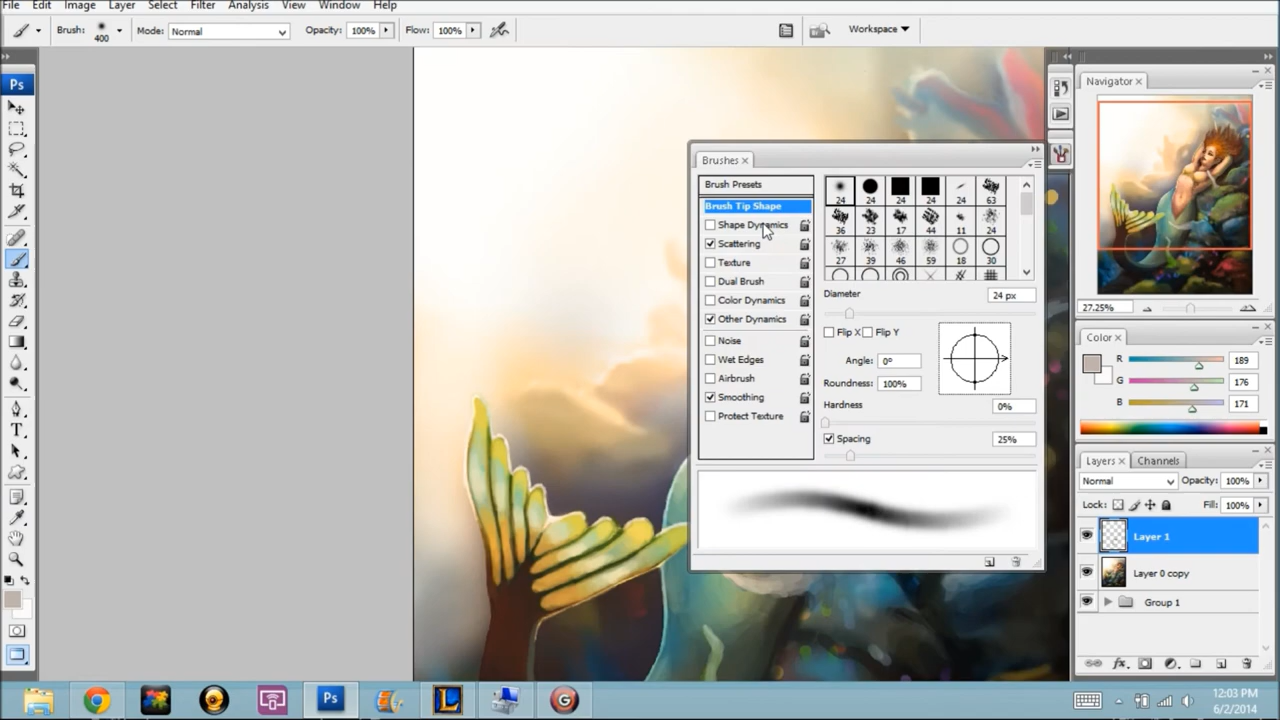 File Edit Image Layer Select Filter Analysis View Window Help
Brush: 400 Mode: Normal Opacity: 100% Flow: 100% Workspace
Ps
Navigator
27.25%
Color
R 189
G 176
B 171
Layers Channels
Normal Opacity: 100%
Lock: Fill: 100%
Layer 1
Layer 0 copy
Group 1
T
Brushes
Brush Presets
Brush Tip Shape
Shape Dynamics
Scattering
Texture
Dual Brush
Color Dynamics
Other Dynamics
Noise
Wet Edges
Airbrush
Smoothing
Protect Texture
24 24 24 24 24 63
36 23 17 44 11 24
27 39 46 59 18 30
Diameter 24 px
Flip X Flip Y
Angle: 0°
Roundness: 100%
Hardness 0%
Spacing 25%
Ps L G
12:03 PM
6/2/2014